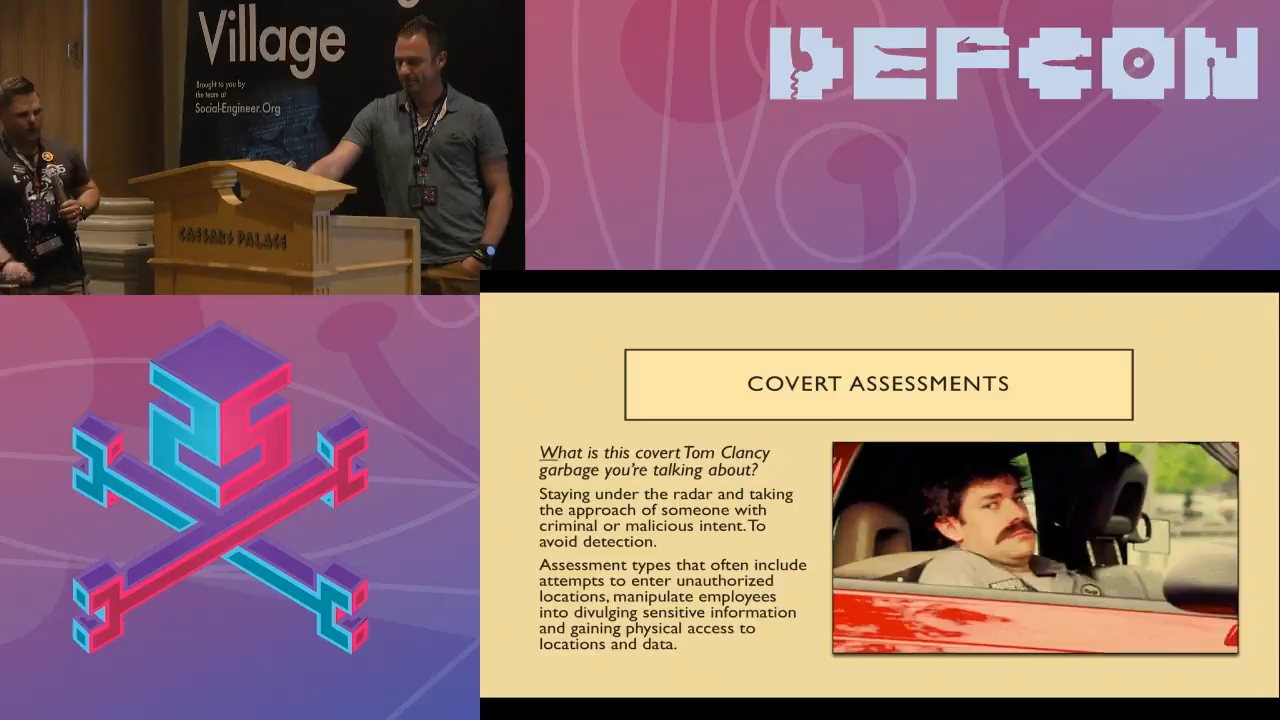 Village
Brought to you by
the team at
Social-Engineer.Org
CAESARS PALACE
DEFCON
COVERT ASSESSMENTS
What is this covert Tom Clancy
garbage you're talking about?
Staying under the radar and taking
the approach of someone with
criminal or malicious intent. To
avoid detection.
Assessment types that often include
attempts to enter unauthorized
locations, manipulate employees
into divulging sensitive information
and gaining physical access to
locations and data.